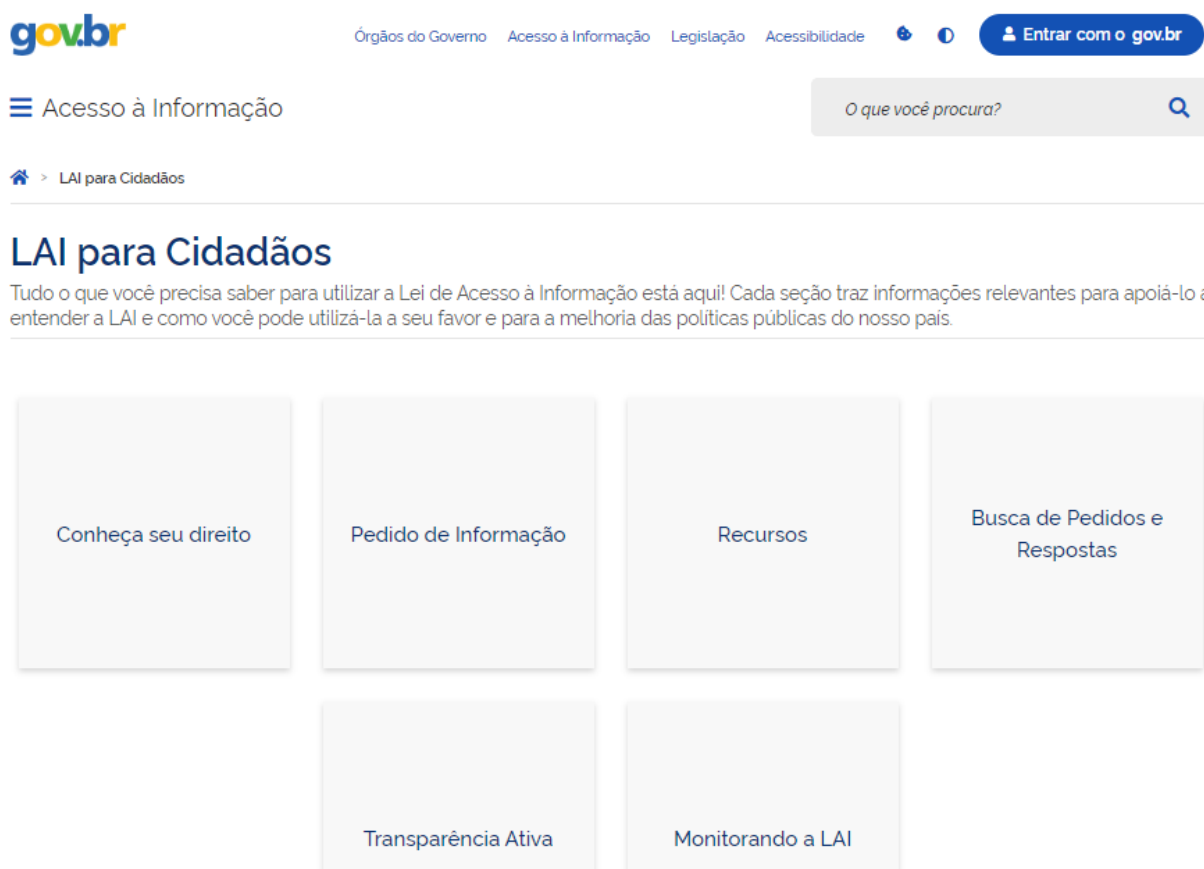 gov.br
Órgãos do Governo Acesso à Informação Legislação Acessibilidade Entrar com o gov.br
Acesso à Informação O que você procura?
> LAI para Cidadãos
LAI para Cidadãos
Tudo o que você precisa saber para utilizar a Lei de Acesso à Informação está aqui! Cada seção traz informações relevantes para apoiá-lo a
entender a LAI e como você pode utilizá-la a seu favor e para a melhoria das políticas públicas do nosso país.
Conheça seu direito
Pedido de Informação
Recursos
Busca de Pedidos e
Respostas
Transparência Ativa
Monitorando a LAI